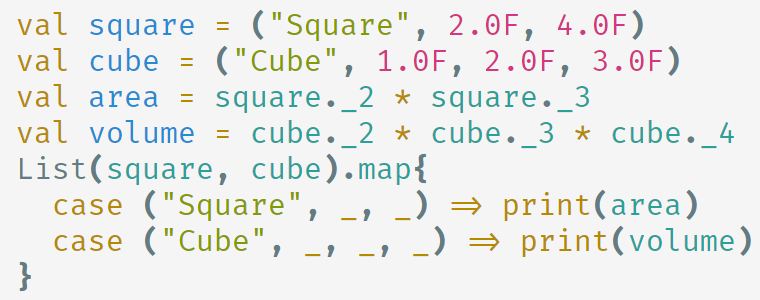 val square = ("Square", 2.0F, 4.0F)
val cube = ("Cube", 1.0F, 2.0F, 3.0F)
val area = square._2 * square._3
val volume = cube._2 * cube._3 * cube._4
List(square, cube).map{
  case ("Square", _, _) => print(area)
  case ("Cube", _, _, _) => print(volume)
}